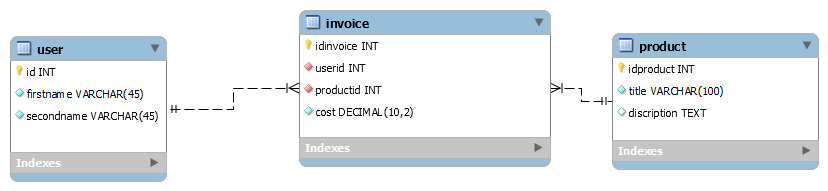 user
id INT
firstname VARCHAR(45)
secondname VARCHAR(45)
Indexes
invoice
idinvoice INT
userid INT
productid INT
cost DECIMAL(10,2)
Indexes
product
idproduct INT
title VARCHAR(100)
discription TEXT
Indexes